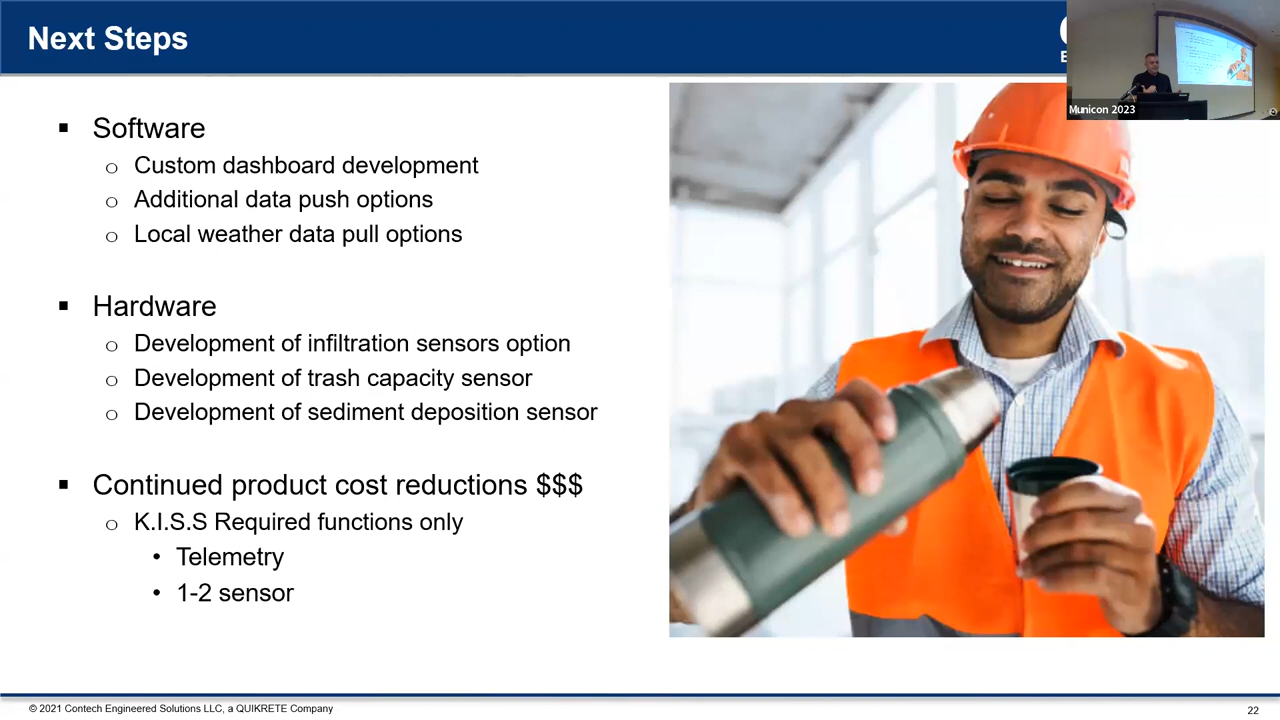 Next Steps
Municon 2023
▪ Software
o Custom dashboard development
o Additional data push options
o Local weather data pull options
▪ Hardware
o Development of infiltration sensors option
o Development of trash capacity sensor
o Development of sediment deposition sensor
▪ Continued product cost reductions $$$
o K.I.S.S Required functions only
• Telemetry
• 1-2 sensor
© 2021 Contech Engineered Solutions LLC, a QUIKRETE Company
22